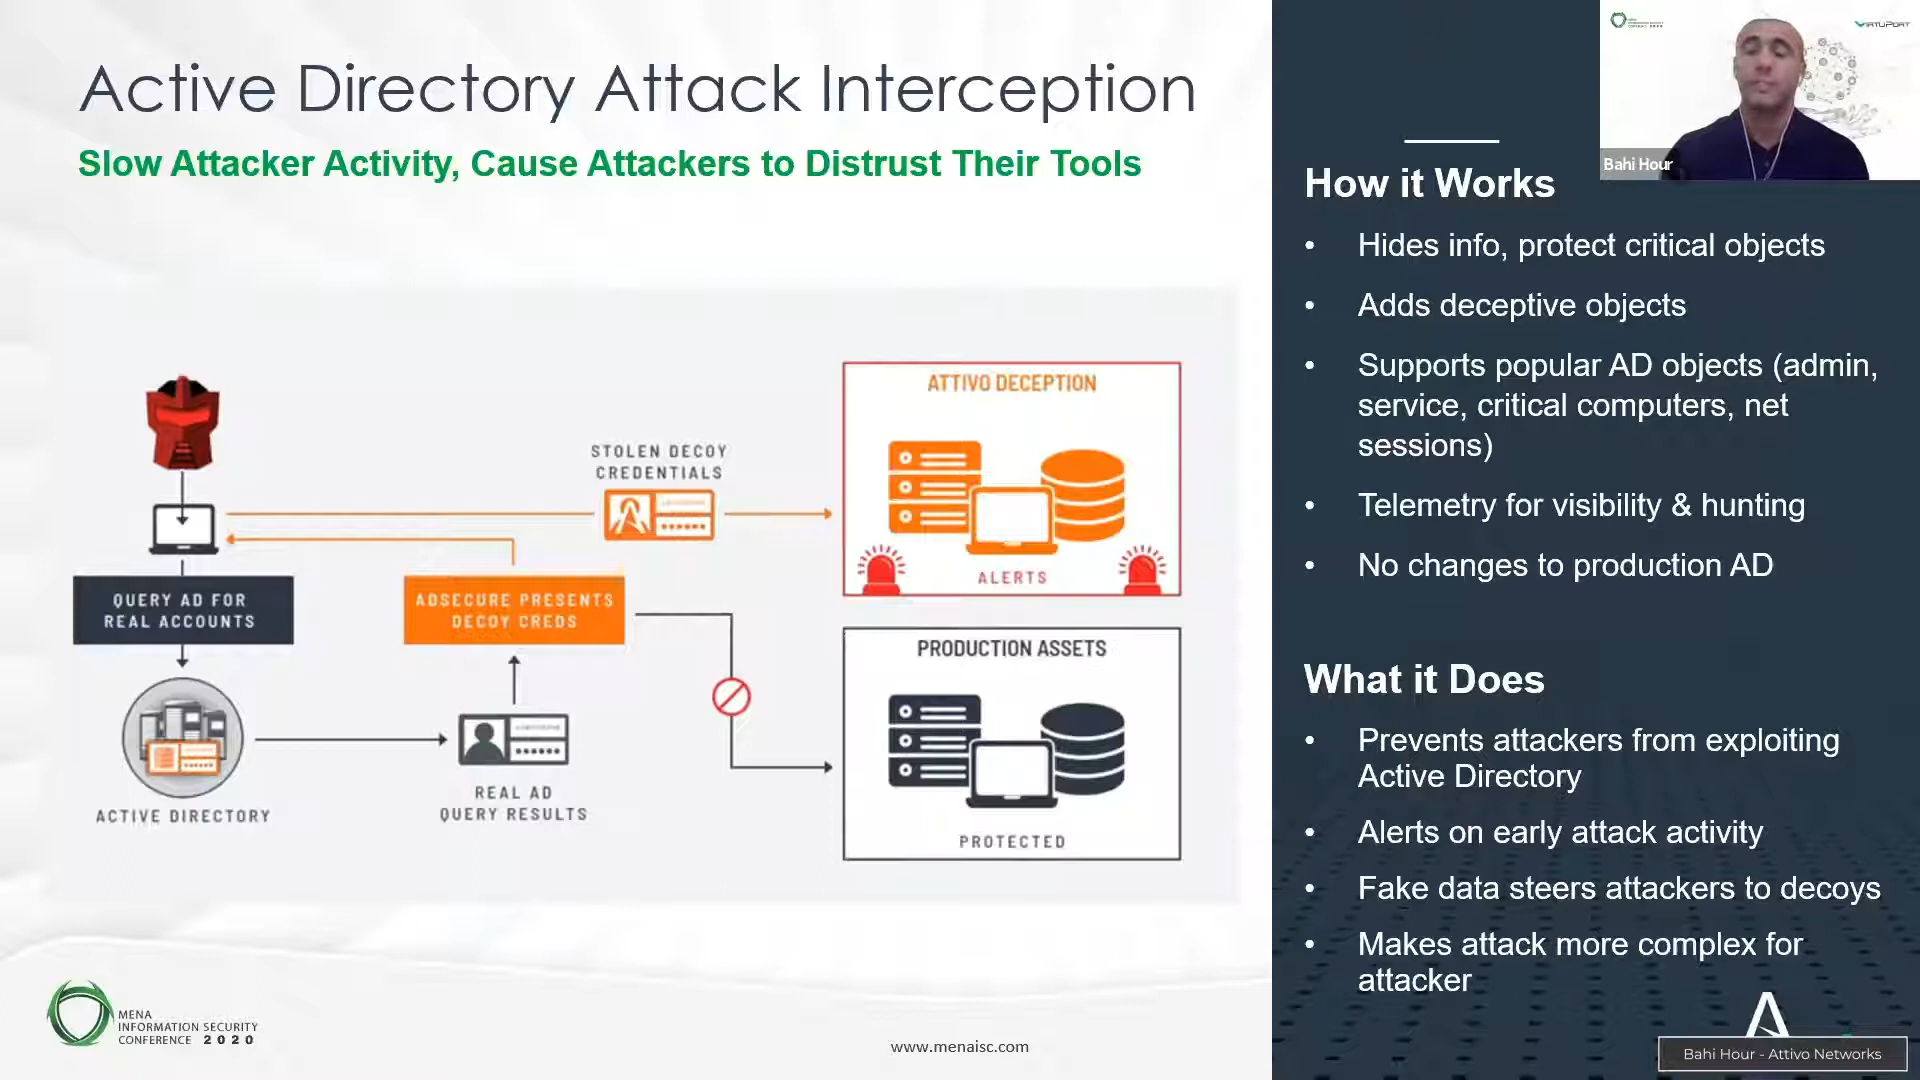 Active Directory Attack Interception
Slow Attacker Activity, Cause Attackers to Distrust Their Tools
STOLEN DECOY
CREDENTIALS
QUERY AD FOR
REAL ACCOUNTS
ADSECURE PRESENTS
DECOY CREDS
ACTIVE DIRECTORY
REAL AD
QUERY RESULTS
ATTIVO DECEPTION
ALERTS
PRODUCTION ASSETS
PROTECTED
How it Works
• Hides info, protect critical objects
• Adds deceptive objects
• Supports popular AD objects (admin,
service, critical computers, net
sessions)
• Telemetry for visibility & hunting
• No changes to production AD
What it Does
• Prevents attackers from exploiting
Active Directory
• Alerts on early attack activity
• Fake data steers attackers to decoys
• Makes attack more complex for
attacker
VIRTUPORT
Bahi Hour
MENA
INFORMATION SECURITY
CONFERENCE 2020
www.menaisc.com
Bahi Hour - Attivo Networks